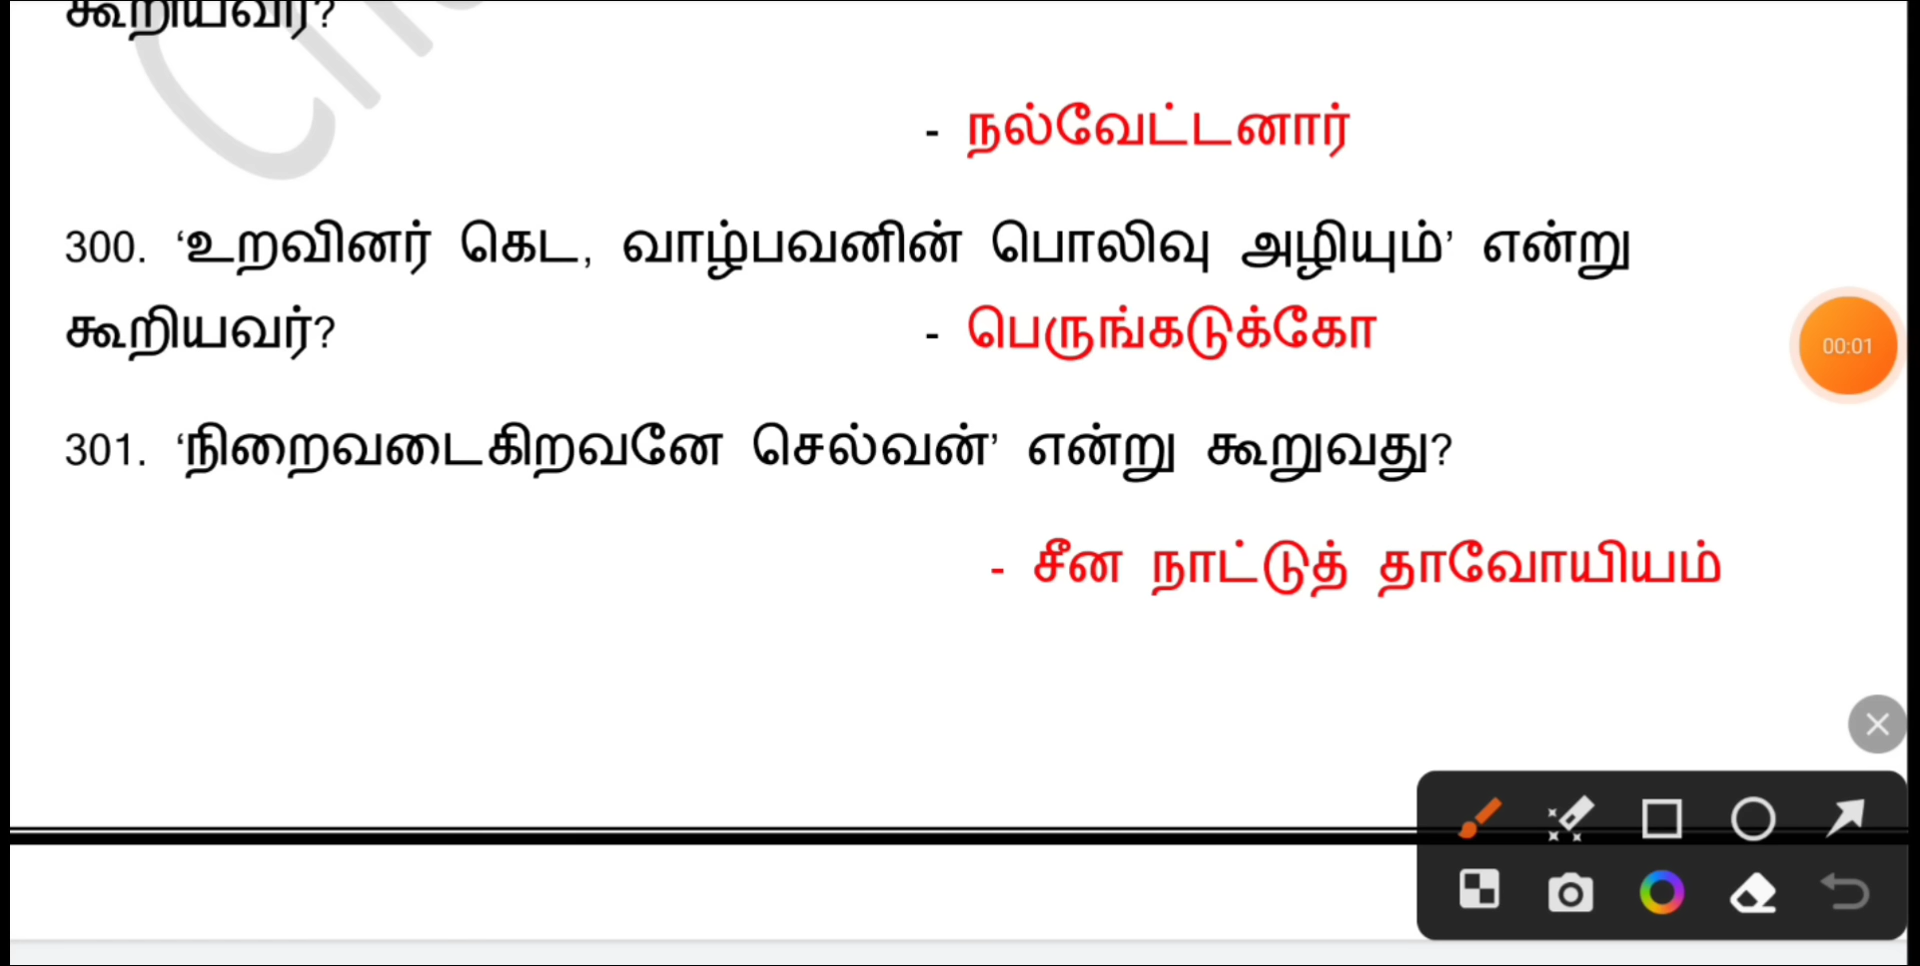 கூறியவர்?
- நல்வேட்டனார்
300. ‘உறவினர் கெட, வாழ்பவனின் பொலிவு அழியும்’ என்று
கூறியவர்? - பெருங்கடுக்கோ
00:01
301. ‘நிறைவடைகிறவனே செல்வன்’ என்று கூறுவது?
- சீன நாட்டுத் தாவோயியம்